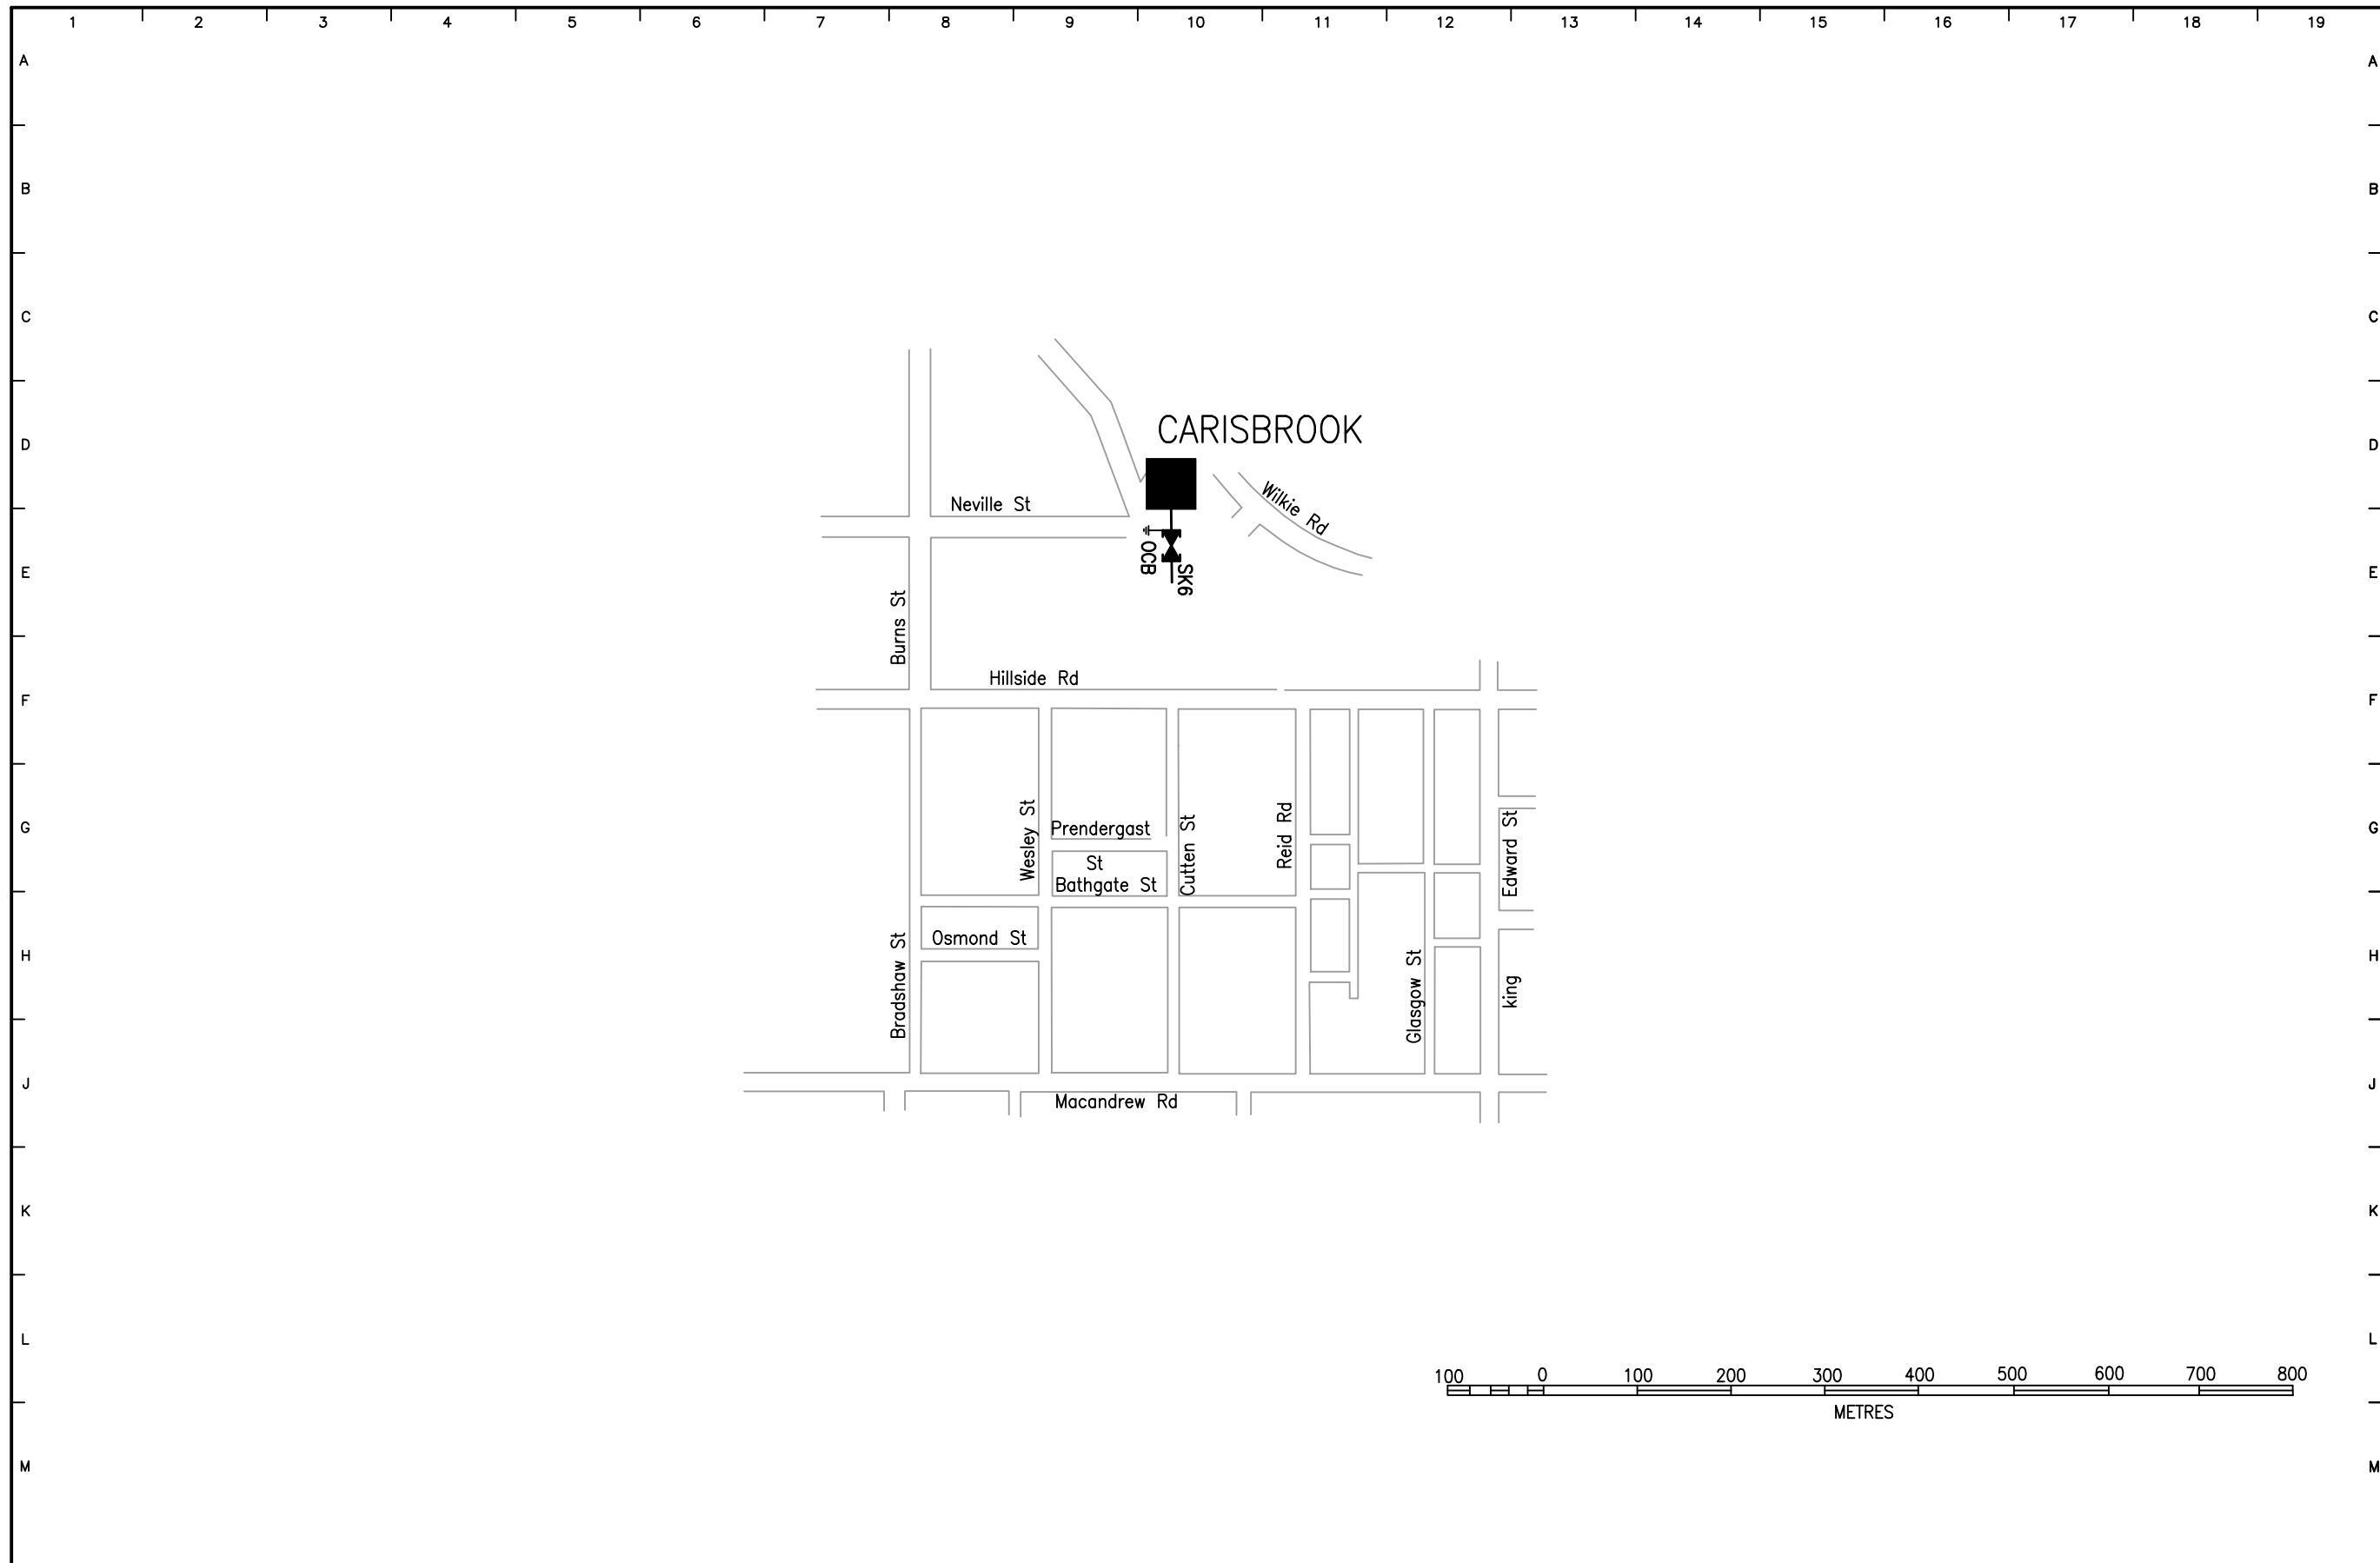 1 2 3 4 5 6 7 8 9 10 11 12 13 14 15 16 17 18 19
A A
B B
C C
CARISBROOK
D D
Neville St
Wilkie Rd
OCB
SK6
E E
Burns St
Hillside Rd
F F
Wesley St
Prendergast
St
Cutten St
Reid Rd
Edward St
G G
Bathgate St
Osmond St
Bradshaw St
H H
Glasgow St
king
J J
Macandrew Rd
K K
L L
100 0 100 200 300 400 500 600 700 800
METRES
M M